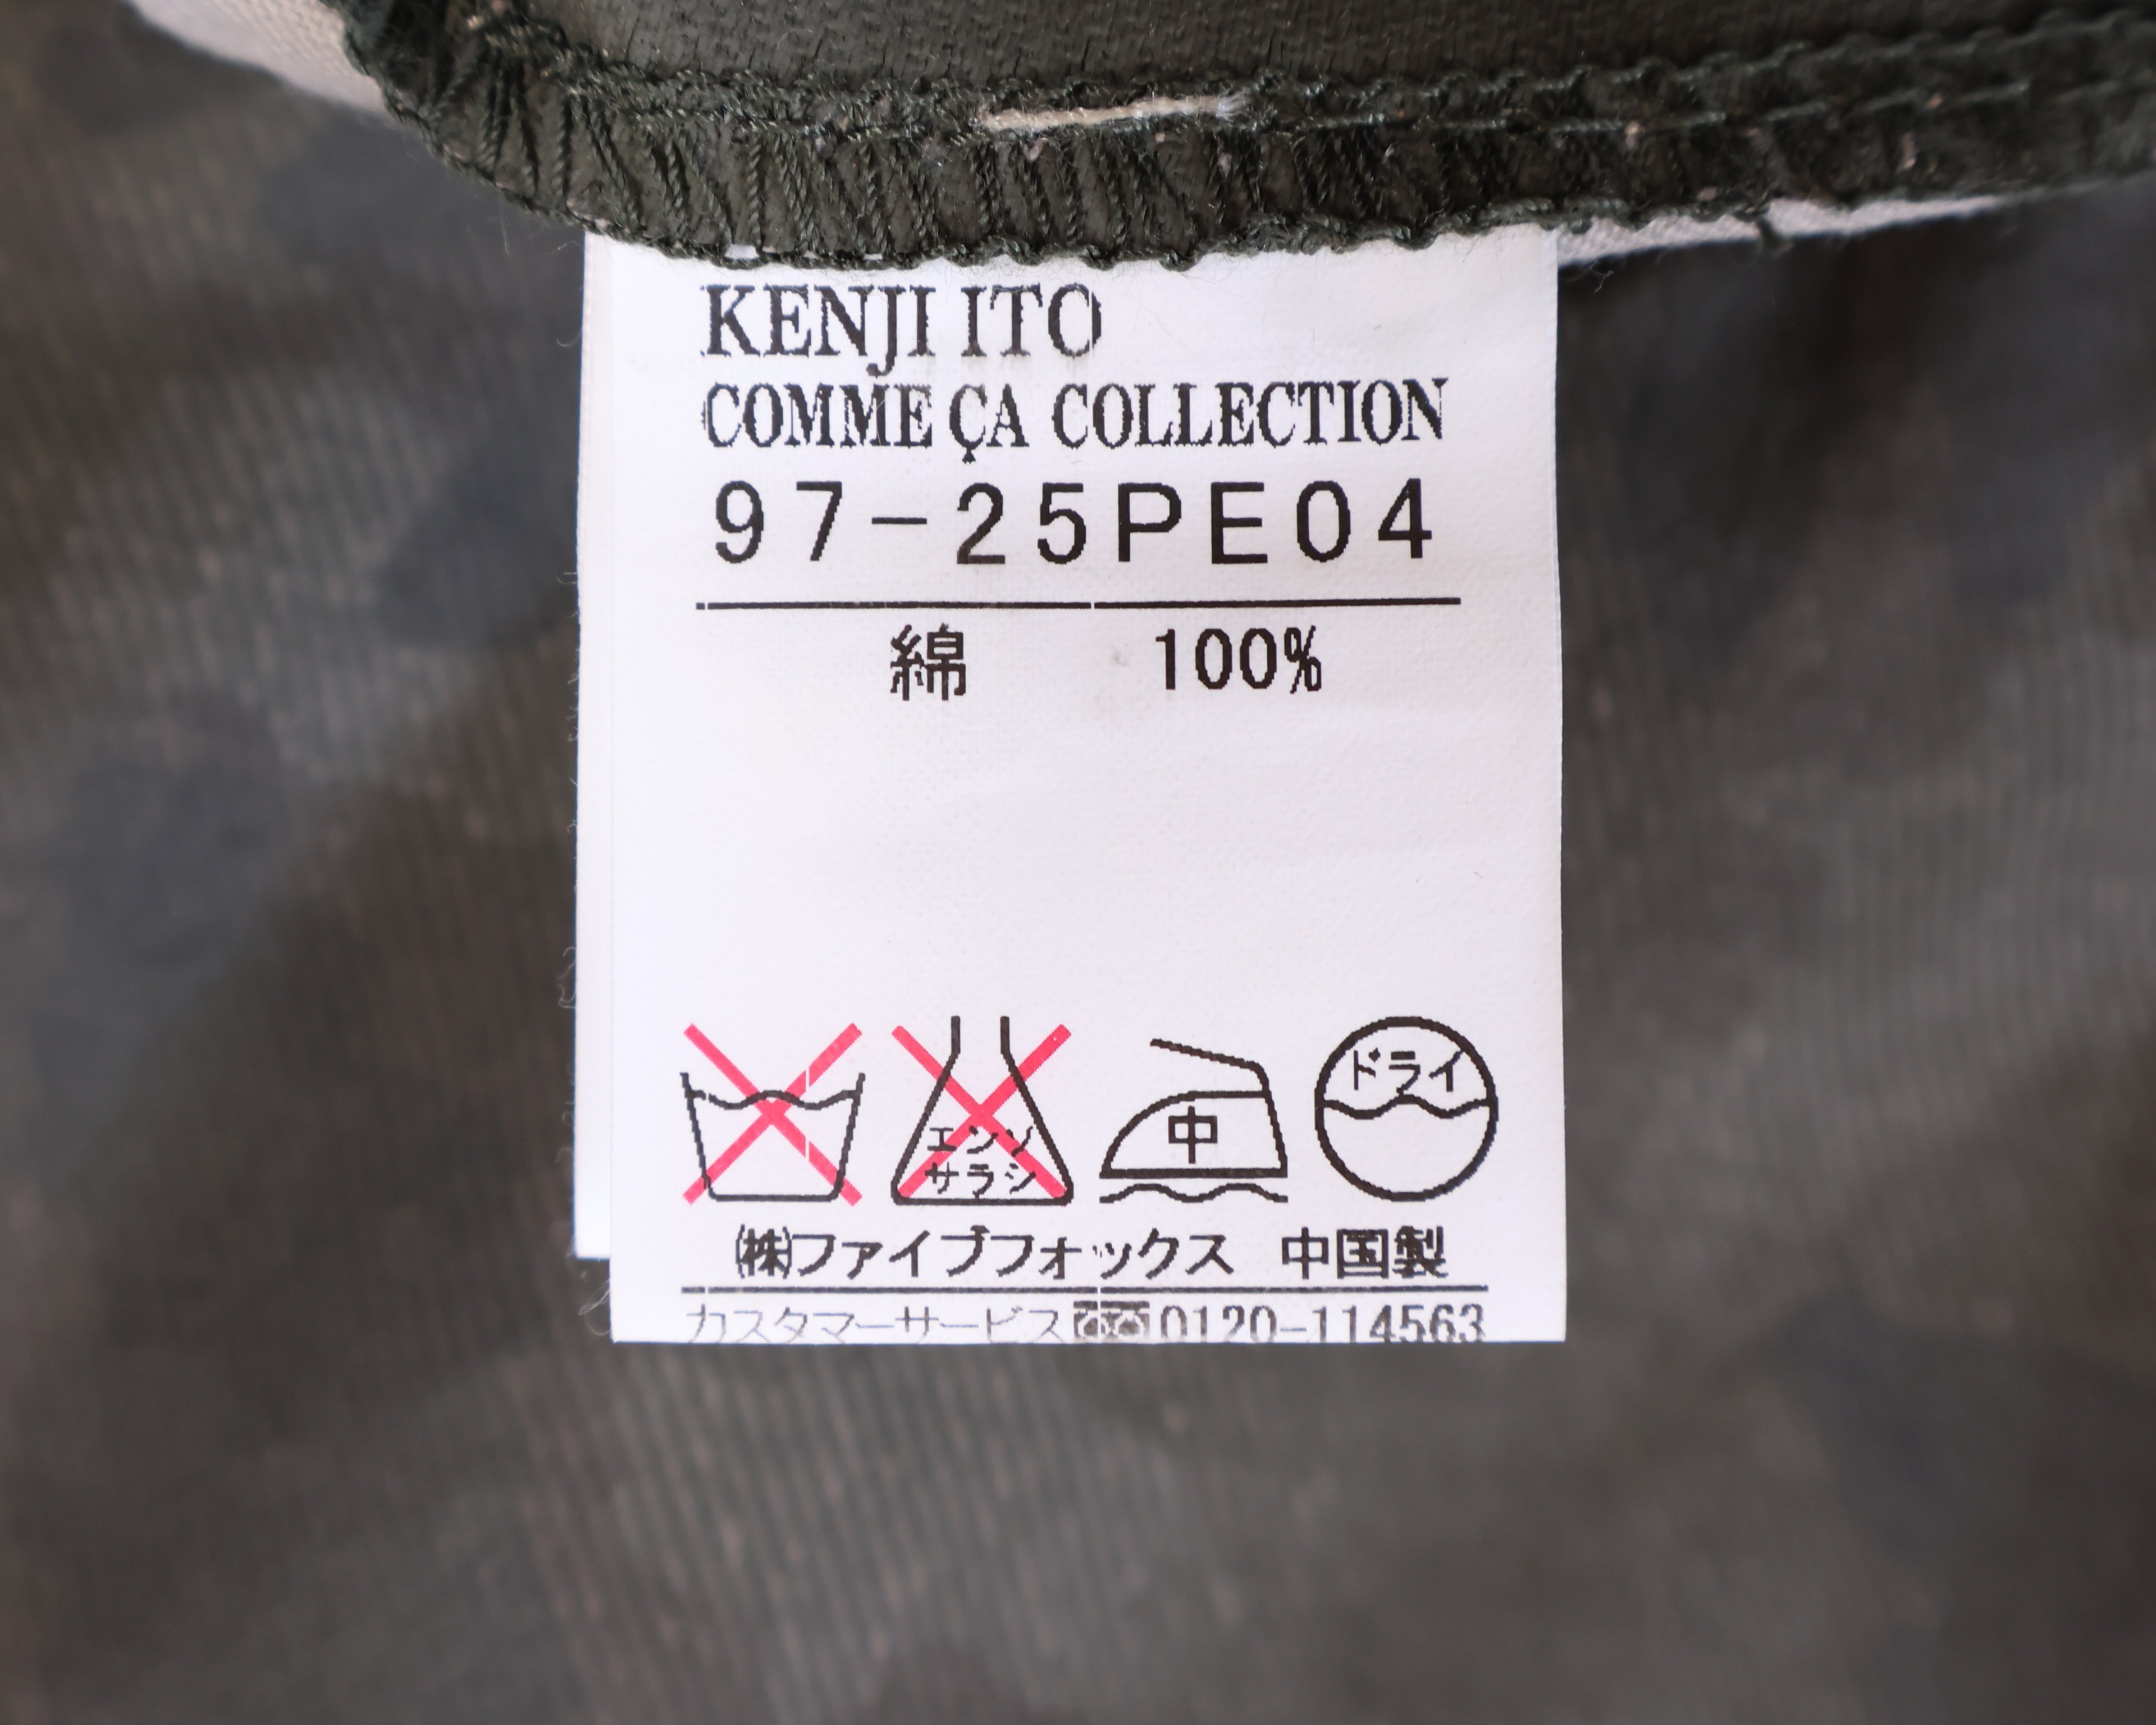 KENJI ITO
COMME ÇA COLLECTION
97-25PE04
綿 100%
エンソ
サラシ
中
ドライ
㈱ファイブフォックス 中国製
カスタマーサービス 0120-114563